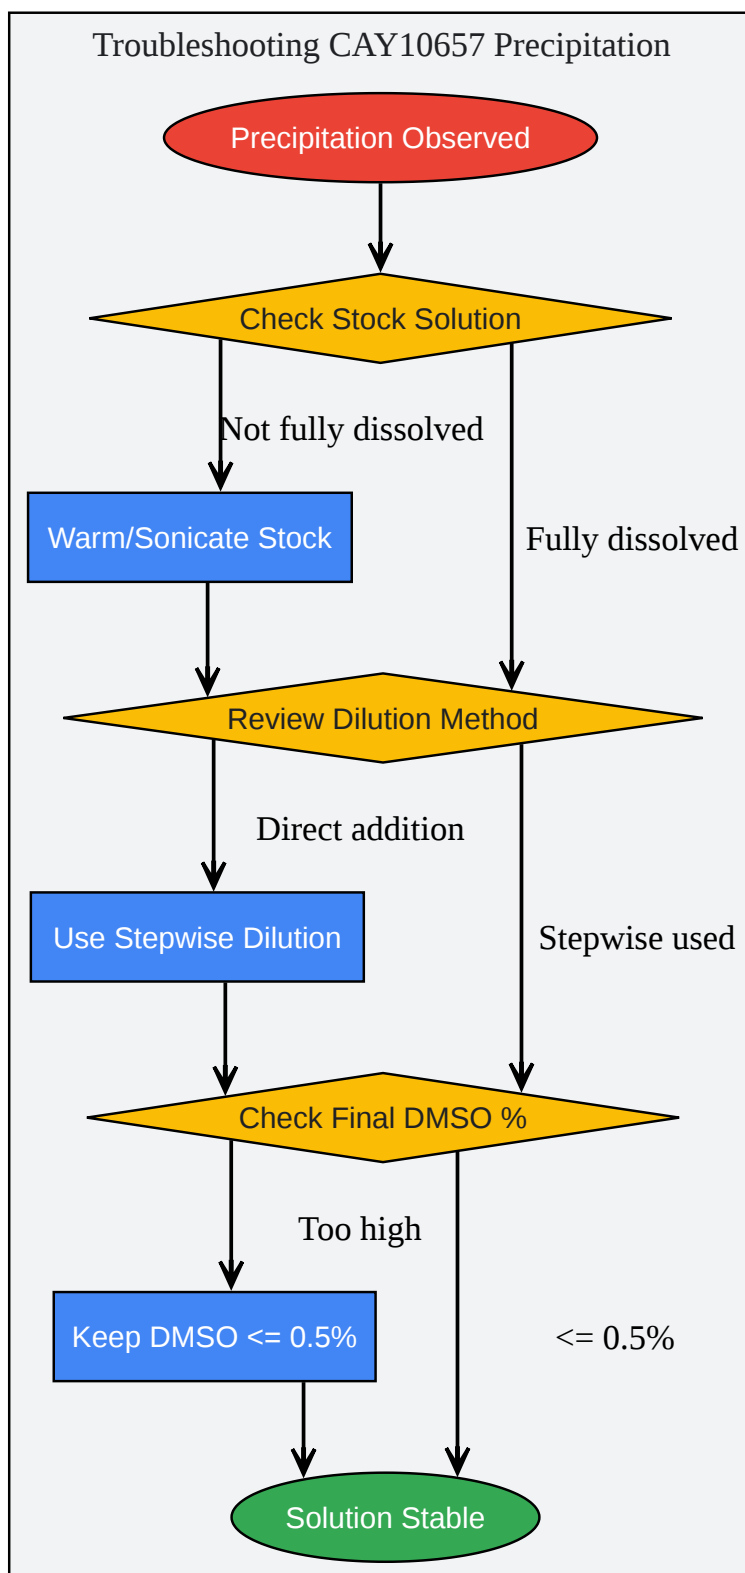 Troubleshooting CAY10657 Precipitation
Precipitation Observed
Check Stock Solution
Not fully dissolved
Warm/Sonicate Stock
Fully dissolved
Review Dilution Method
Direct addition
Use Stepwise Dilution
Stepwise used
Check Final DMSO %
Too high
Keep DMSO <= 0.5%
<= 0.5%
Solution Stable